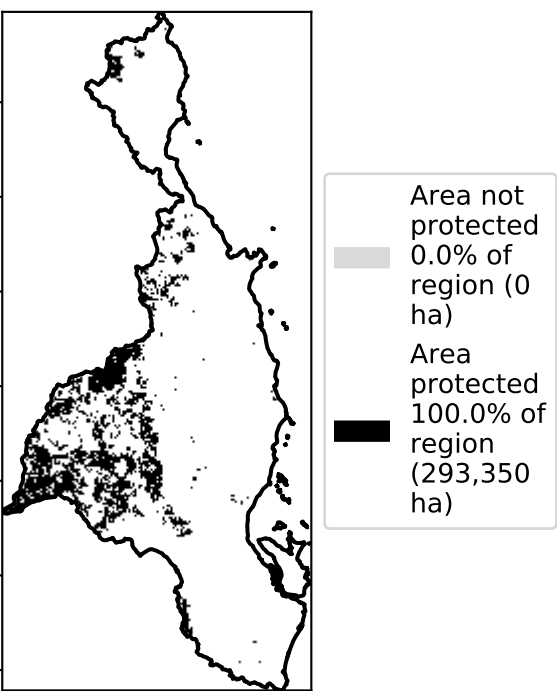 Area not
protected
0.0% of
region (0
ha)
Area
protected
100.0% of
region
(293,350
ha)